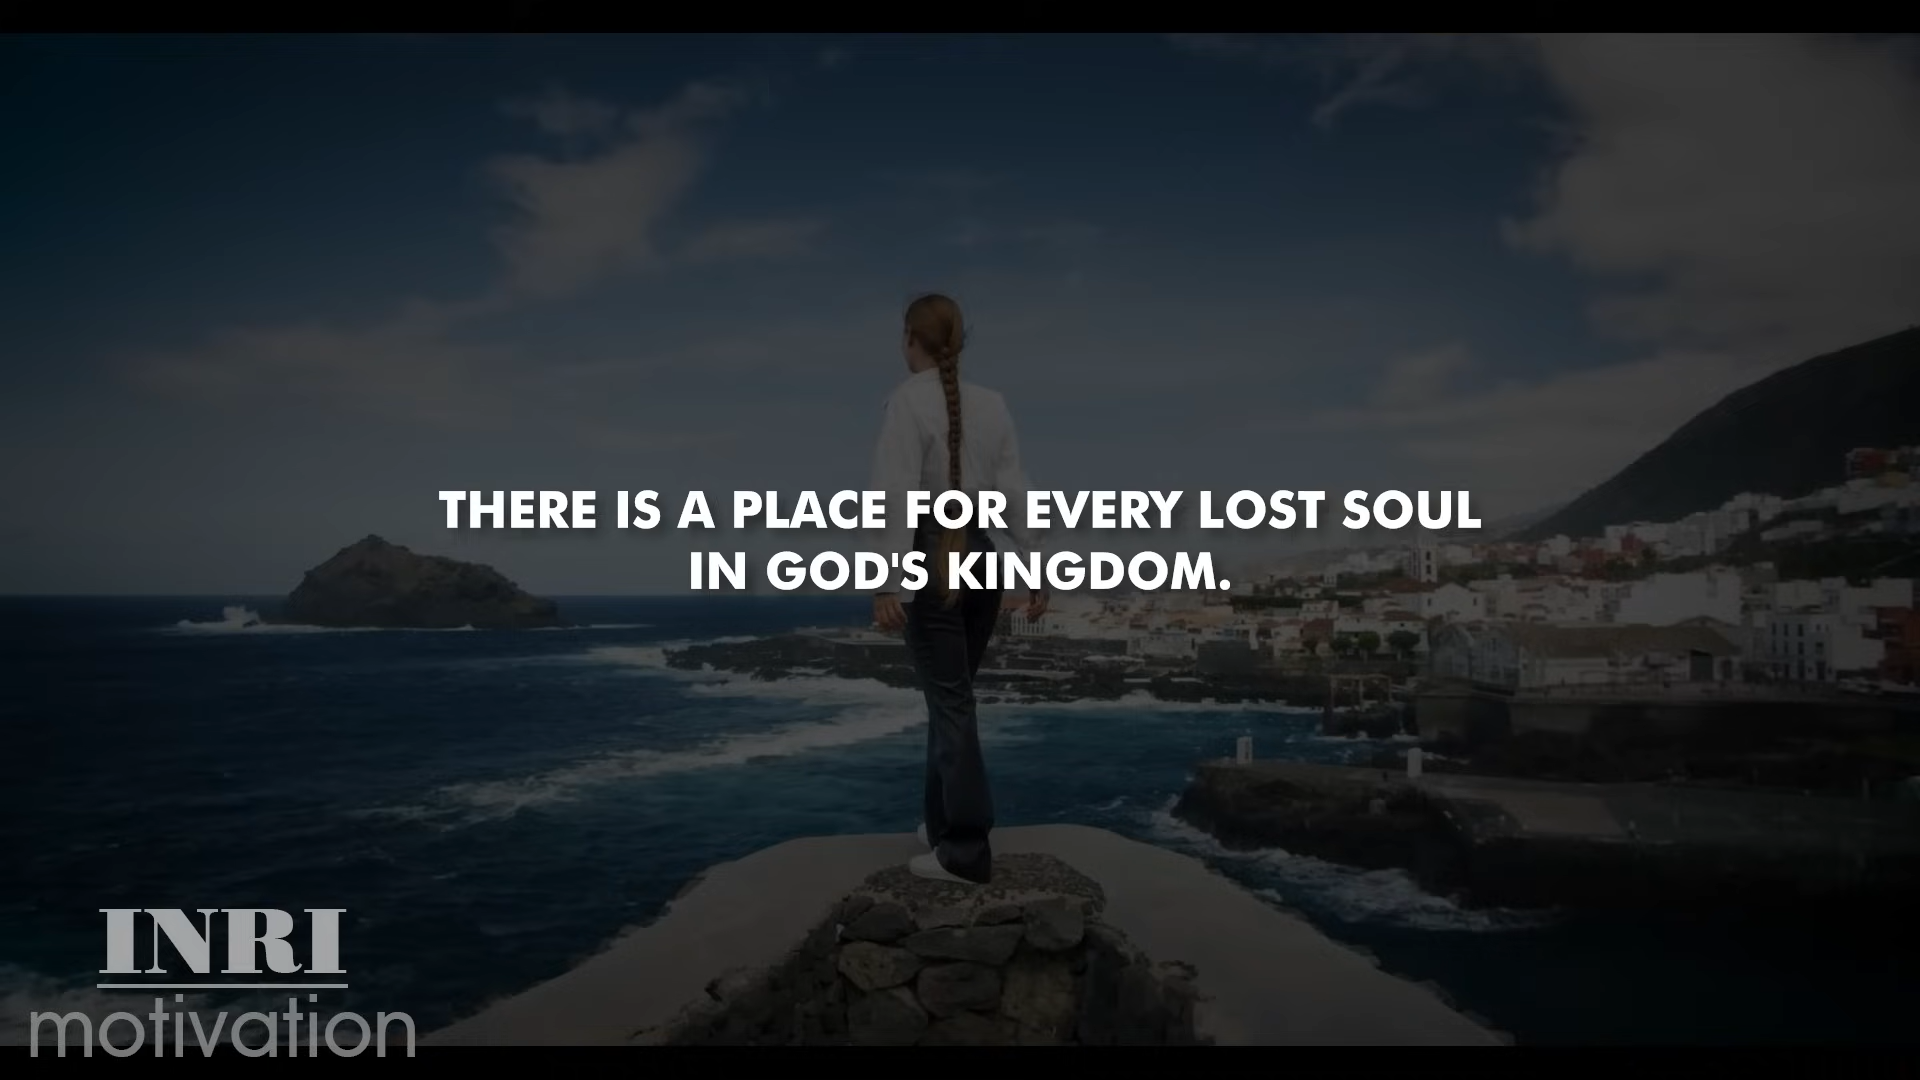 THERE IS A PLACE FOR EVERY LOST SOUL
IN GOD'S KINGDOM.
INRI
motivation